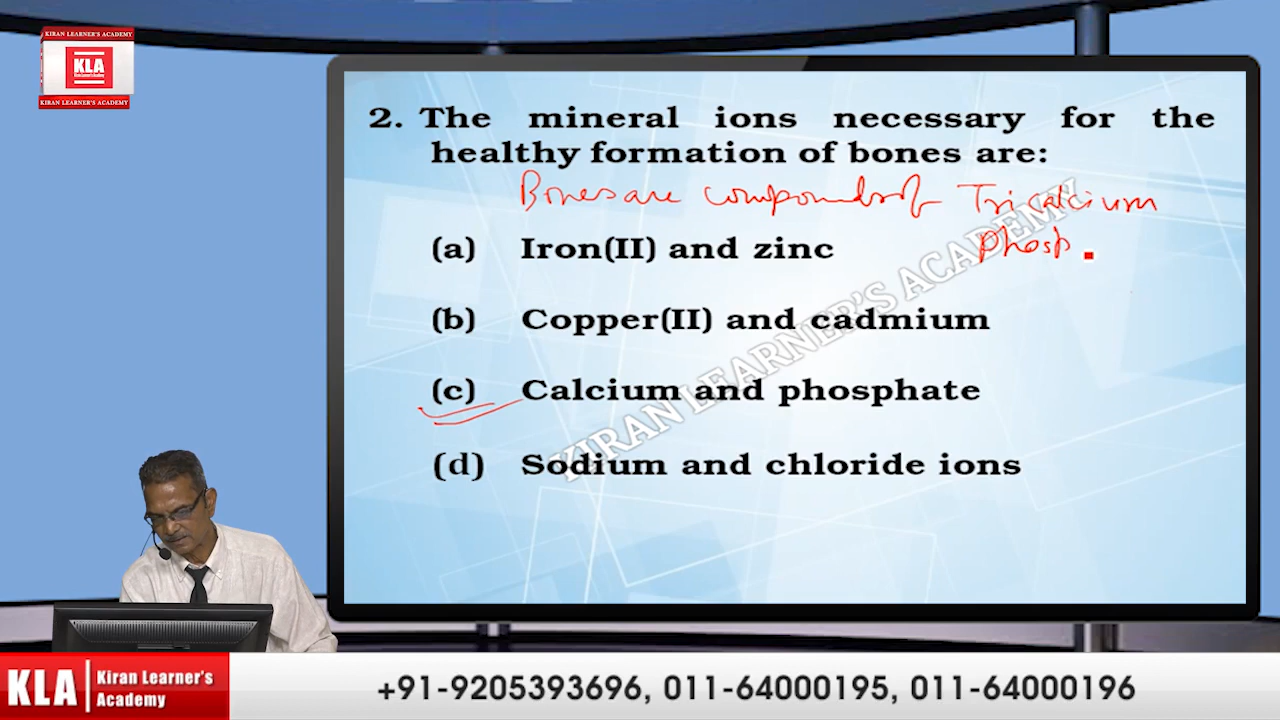 KIRAN LEARNER'S ACADEMY
KLA
Kiran Learner's Academy
KIRAN LEARNER'S ACADEMY
2. The mineral ions necessary for the
healthy formation of bones are:
Bones are compounds of Tricalcium
phosp
(a) Iron(II) and zinc
(b) Copper(II) and cadmium
(c) Calcium and phosphate
(d) Sodium and chloride ions
KIRAN LEARNER'S ACADEMY
KLA
Kiran Learner's
Academy
+91-9205393696, 011-64000195, 011-64000196